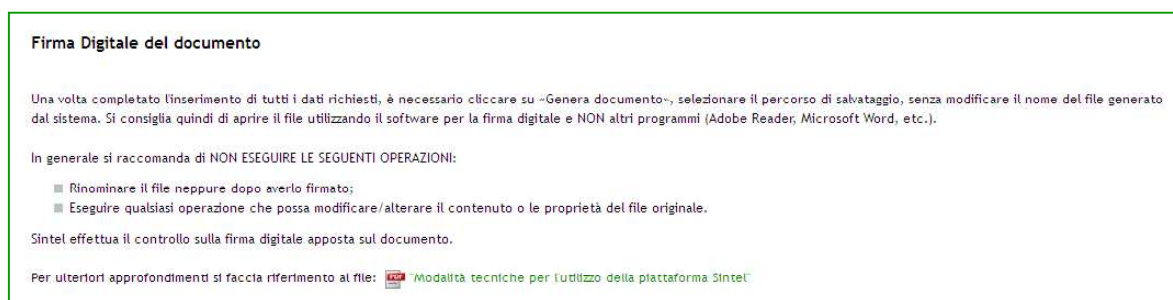 Firma Digitale del documento
Una volta completato l'inserimento di tutti i dati richiesti, è necessario cliccare su «Genera documento», selezionare il percorso di salvataggio, senza modificare il nome del file generato
dal sistema. Si consiglia quindi di aprire il file utilizzando il software per la firma digitale e NON altri programmi (Adobe Reader, Microsoft Word, etc.).
In generale si raccomanda di NON ESEGUIRE LE SEGUENTI OPERAZIONI:
Rinominare il file neppure dopo averlo firmato;
Eseguire qualsiasi operazione che possa modificare/alterare il contenuto o le proprietà del file originale.
Sintel effettua il controllo sulla firma digitale apposta sul documento.
Per ulteriori approfondimenti si faccia riferimento al file: PDF "Modalità tecniche per l'utilizzo della piattaforma Sintel"